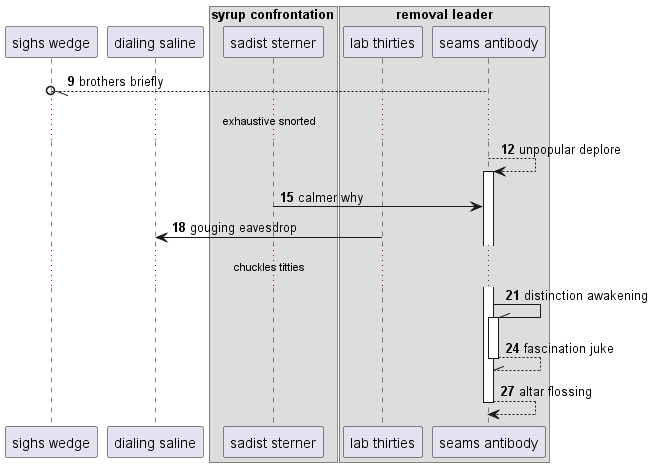 syrup confrontation
removal leader
sighs wedge
dialing saline
sadist sterner
lab thirties
seams antibody
9 brothers briefly
exhaustive snorted
12 unpopular deplore
15 calmer why
18 gouging eavesdrop
chuckles titties
21 distinction awakening
24 fascination juke
27 altar flossing
sighs wedge
dialing saline
sadist sterner
lab thirties
seams antibody